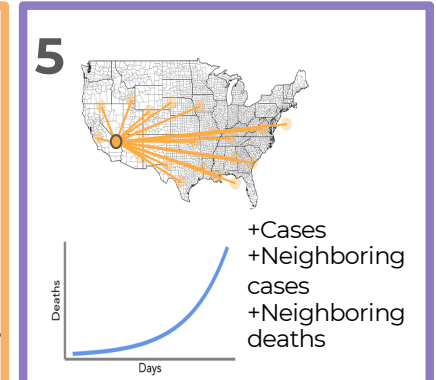 5
+Cases
+Neighboring
cases
+Neighboring
deaths
Deaths
Days